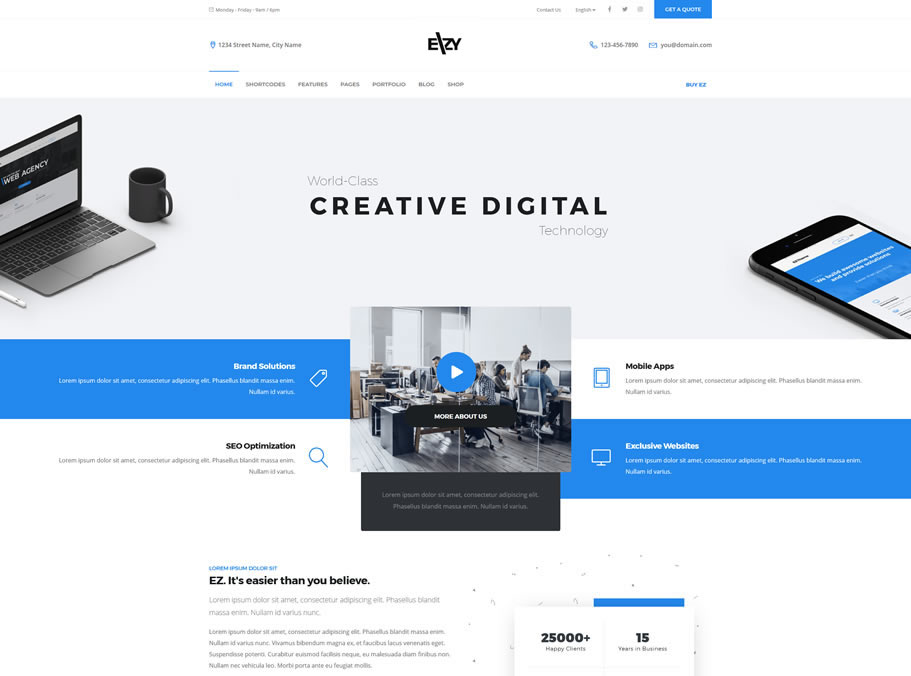 Monday - Friday - 9am / 6pm
Contact Us
English
GET A QUOTE
1234 Street Name, City Name
EZY
123-456-7890
you@domain.com
HOME SHORTCODES FEATURES PAGES PORTFOLIO BLOG SHOP
BUY EZ
WEB AGENCY
World-Class
CREATIVE DIGITAL
Technology
We build awesome websites
and provide solutions
Brand Solutions
Lorem ipsum dolor sit amet, consectetur adipiscing elit. Phasellus blandit massa enim.
Nullam id varius.
Mobile Apps
Lorem ipsum dolor sit amet, consectetur adipiscing elit. Phasellus blandit massa enim.
Nullam id varius.
MORE ABOUT US
SEO Optimization
Lorem ipsum dolor sit amet, consectetur adipiscing elit. Phasellus blandit massa enim.
Nullam id varius.
Exclusive Websites
Lorem ipsum dolor sit amet, consectetur adipiscing elit. Phasellus blandit massa enim.
Nullam id varius.
Lorem ipsum dolor sit amet, consectetur adipiscing elit.
Phasellus blandit massa enim. Nullam id varius.
LOREM IPSUM DOLOR SIT
EZ. It's easier than you believe.
Lorem ipsum dolor sit amet, consectetur adipiscing elit. Phasellus blandit
massa enim. Nullam id varius nunc.
Lorem ipsum dolor sit amet, consectetur adipiscing elit. Phasellus blandit massa enim.
Nullam id varius nunc. Vivamus bibendum magna ex, et faucibus lacus venenatis eget.
Suspendisse potenti. Curabitur euismod facilisis neque, eu malesuada diam finibus non.
Nullam nec vehicula leo. Morbi porta ante eu feugiat mollis.
25000+
Happy Clients
15
Years in Business